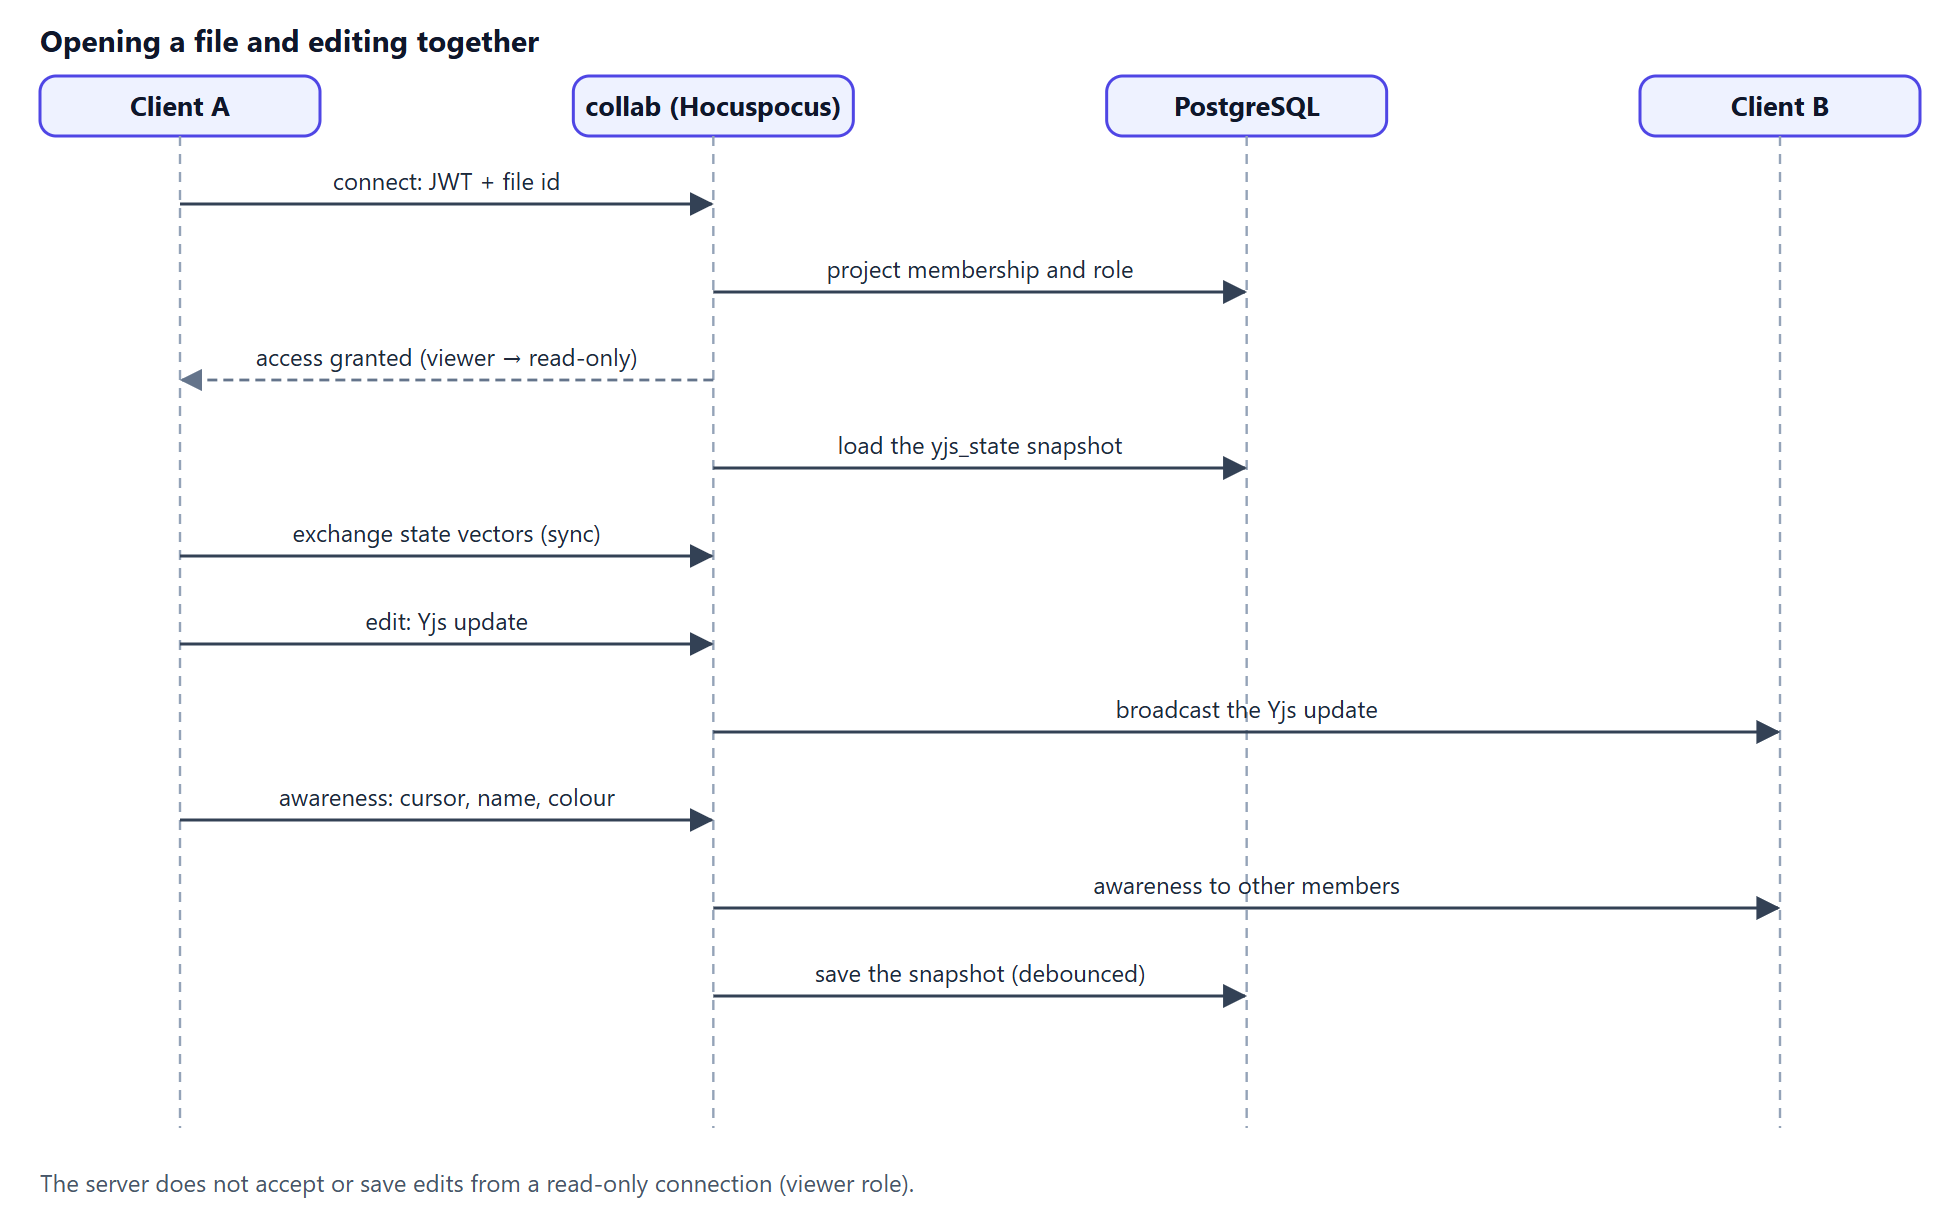 Opening a file and editing together
Client A
collab (Hocuspocus)
PostgreSQL
Client B
connect: JWT + file id
project membership and role
access granted (viewer → read-only)
load the yjs_state snapshot
exchange state vectors (sync)
edit: Yjs update
broadcast the Yjs update
awareness: cursor, name, colour
awareness to other members
save the snapshot (debounced)
The server does not accept or save edits from a read-only connection (viewer role).